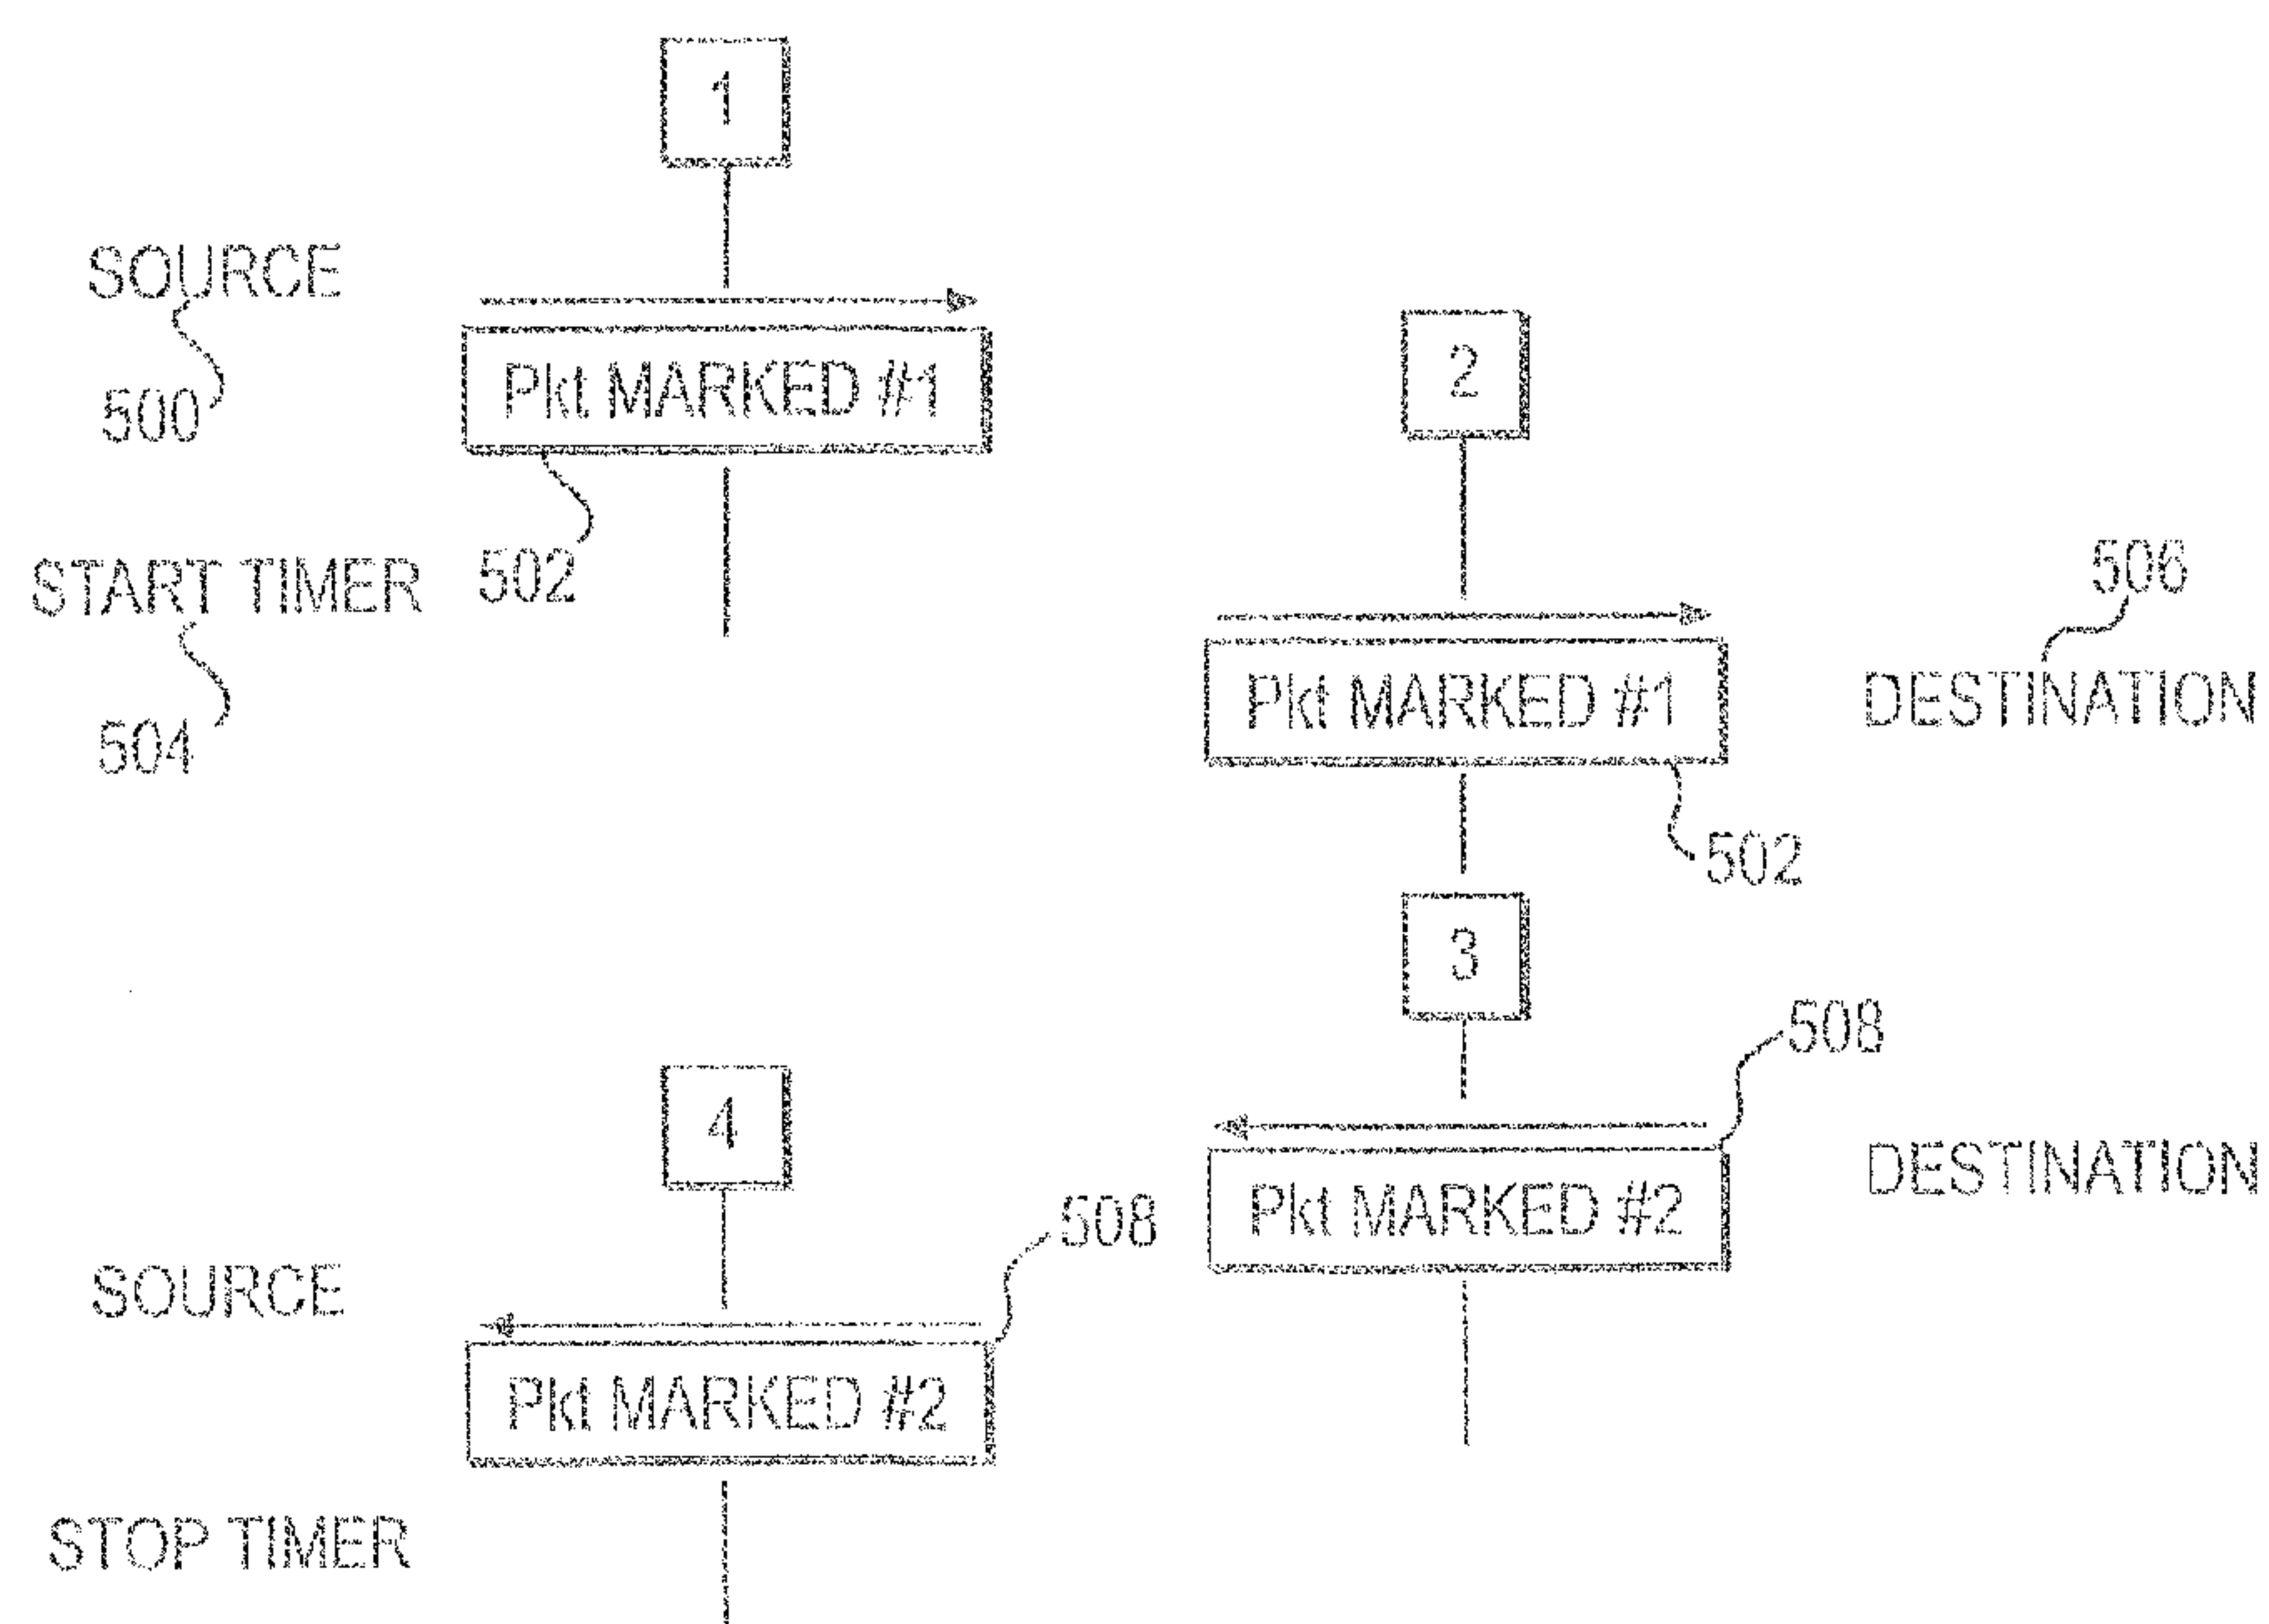 1
SOURCE
500
Pkt MARKED #1
502
START TIMER
504
2
506
Pkt MARKED #1
DESTINATION
502
3
508
4
Pkt MARKED #2
DESTINATION
508
SOURCE
Pkt MARKED #2
STOP TIMER